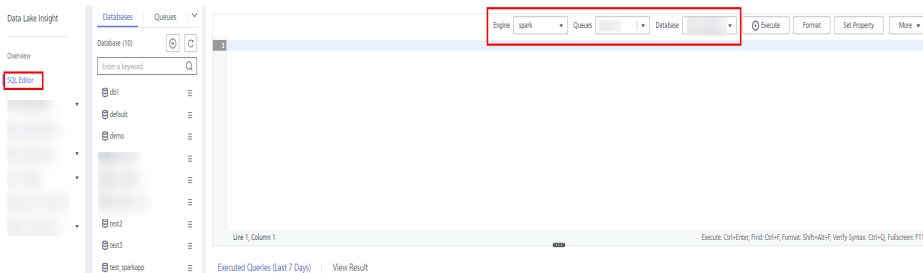 Data Lake Insight
Overview
SQL Editor
Databases Queues
Database (10)
Enter a keyword.
db1
default
demo
test2
test3
test_sparkapp
Engine spark Queues Database Execute Format Set Property More
1
Line 1, Column 1
Execute: Ctrl+Enter, Find: Ctrl+F, Format: Shift+Alt+F, Verify Syntax: Ctrl+Q, Fullscreen: F11
Executed Queries (Last 7 Days) View Result